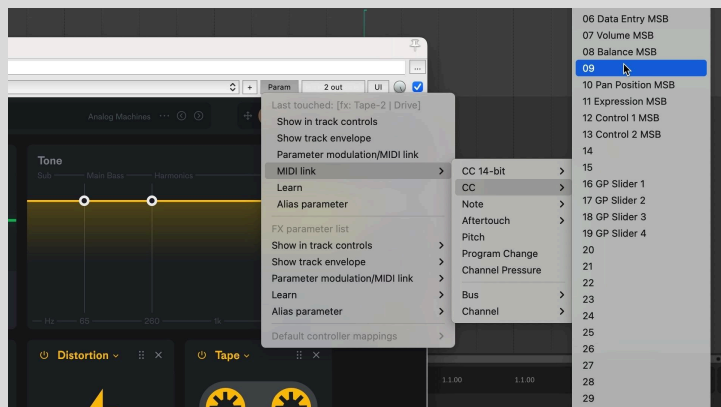 ...
+
Param
2 out
UI
Analog Machines
Tone
Sub
Main Bass
Harmonics
Hz
65
260
1k
Distortion
Tape
Last touched: [fx: Tape-2 | Drive]
Show in track controls
Show track envelope
Parameter modulation/MIDI link
MIDI link
Learn
Alias parameter
FX parameter list
Show in track controls
Show track envelope
Parameter modulation/MIDI link
Learn
Alias parameter
Default controller mappings
CC 14-bit
CC
Note
Aftertouch
Pitch
Program Change
Channel Pressure
Bus
Channel
06 Data Entry MSB
07 Volume MSB
08 Balance MSB
09
10 Pan Position MSB
11 Expression MSB
12 Control 1 MSB
13 Control 2 MSB
14
15
16 GP Slider 1
17 GP Slider 2
18 GP Slider 3
19 GP Slider 4
20
21
22
23
24
25
26
27
28
29
1.1.00
1.1.00